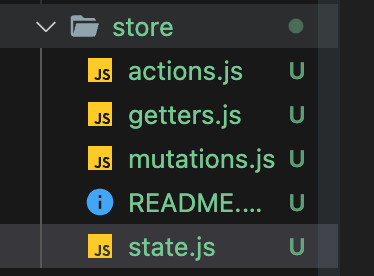 store
JS actions.js U
JS getters.js U
JS mutations.js U
i README.... U
JS state.js U